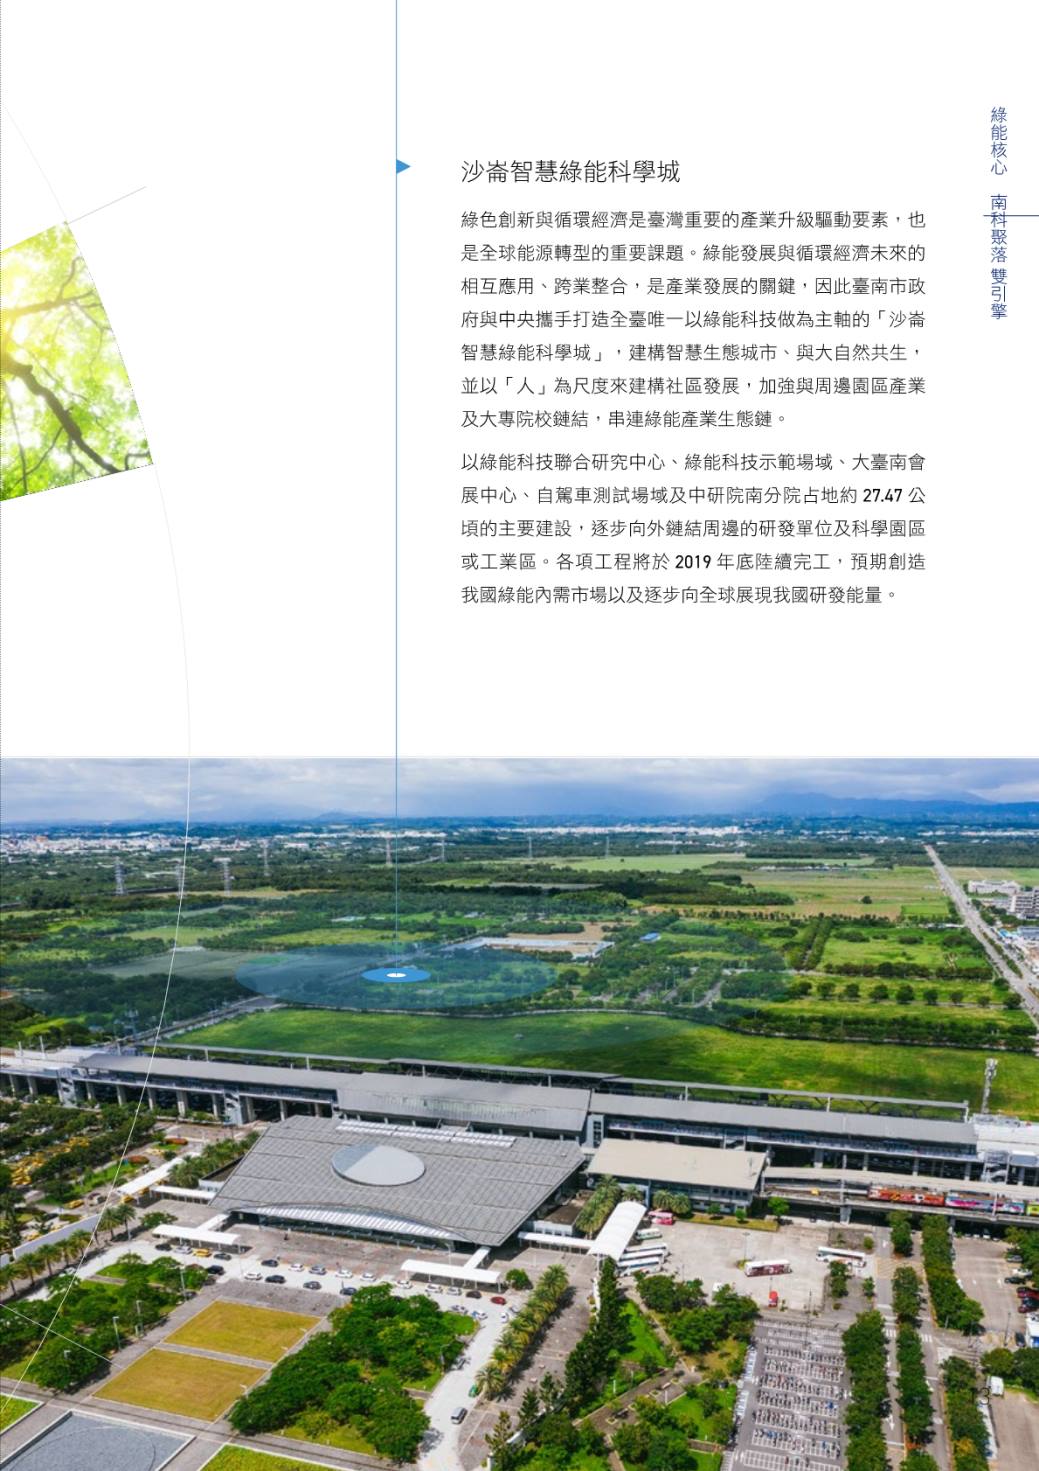 綠能核心 南科聚落 雙引擎
沙崙智慧綠能科學城
綠色創新與循環經濟是臺灣重要的產業升級驅動要素，也
是全球能源轉型的重要課題。綠能發展與循環經濟未來的
相互應用、跨業整合，是產業發展的關鍵，因此臺南市政
府與中央攜手打造全臺唯一以綠能科技做為主軸的「沙崙
智慧綠能科學城」，建構智慧生態城市、與大自然共生，
並以「人」為尺度來建構社區發展，加強與周邊園區產業
及大專院校鏈結，串連綠能產業生態鏈。
以綠能科技聯合研究中心、綠能科技示範場域、大臺南會
展中心、自駕車測試場域及中研院南分院占地約 27.47 公
頃的主要建設，逐步向外鏈結周邊的研發單位及科學園區
或工業區。各項工程將於 2019 年底陸續完工，預期創造
我國綠能內需市場以及逐步向全球展現我國研發能量。